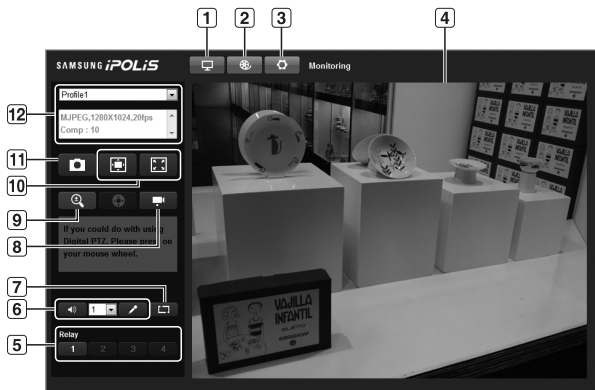 1 2 3 4
SAMSUNG iPOLiS Monitoring
12 Profile1
MJPEG,1280X1024,20fps
Comp : 10
11
10
9 8
If you could do with using
Digital PTZ, Please press on
your mouse wheel.
7
6 1
VAJILLA
INFANTIL
5 Relay
1 2 3 4